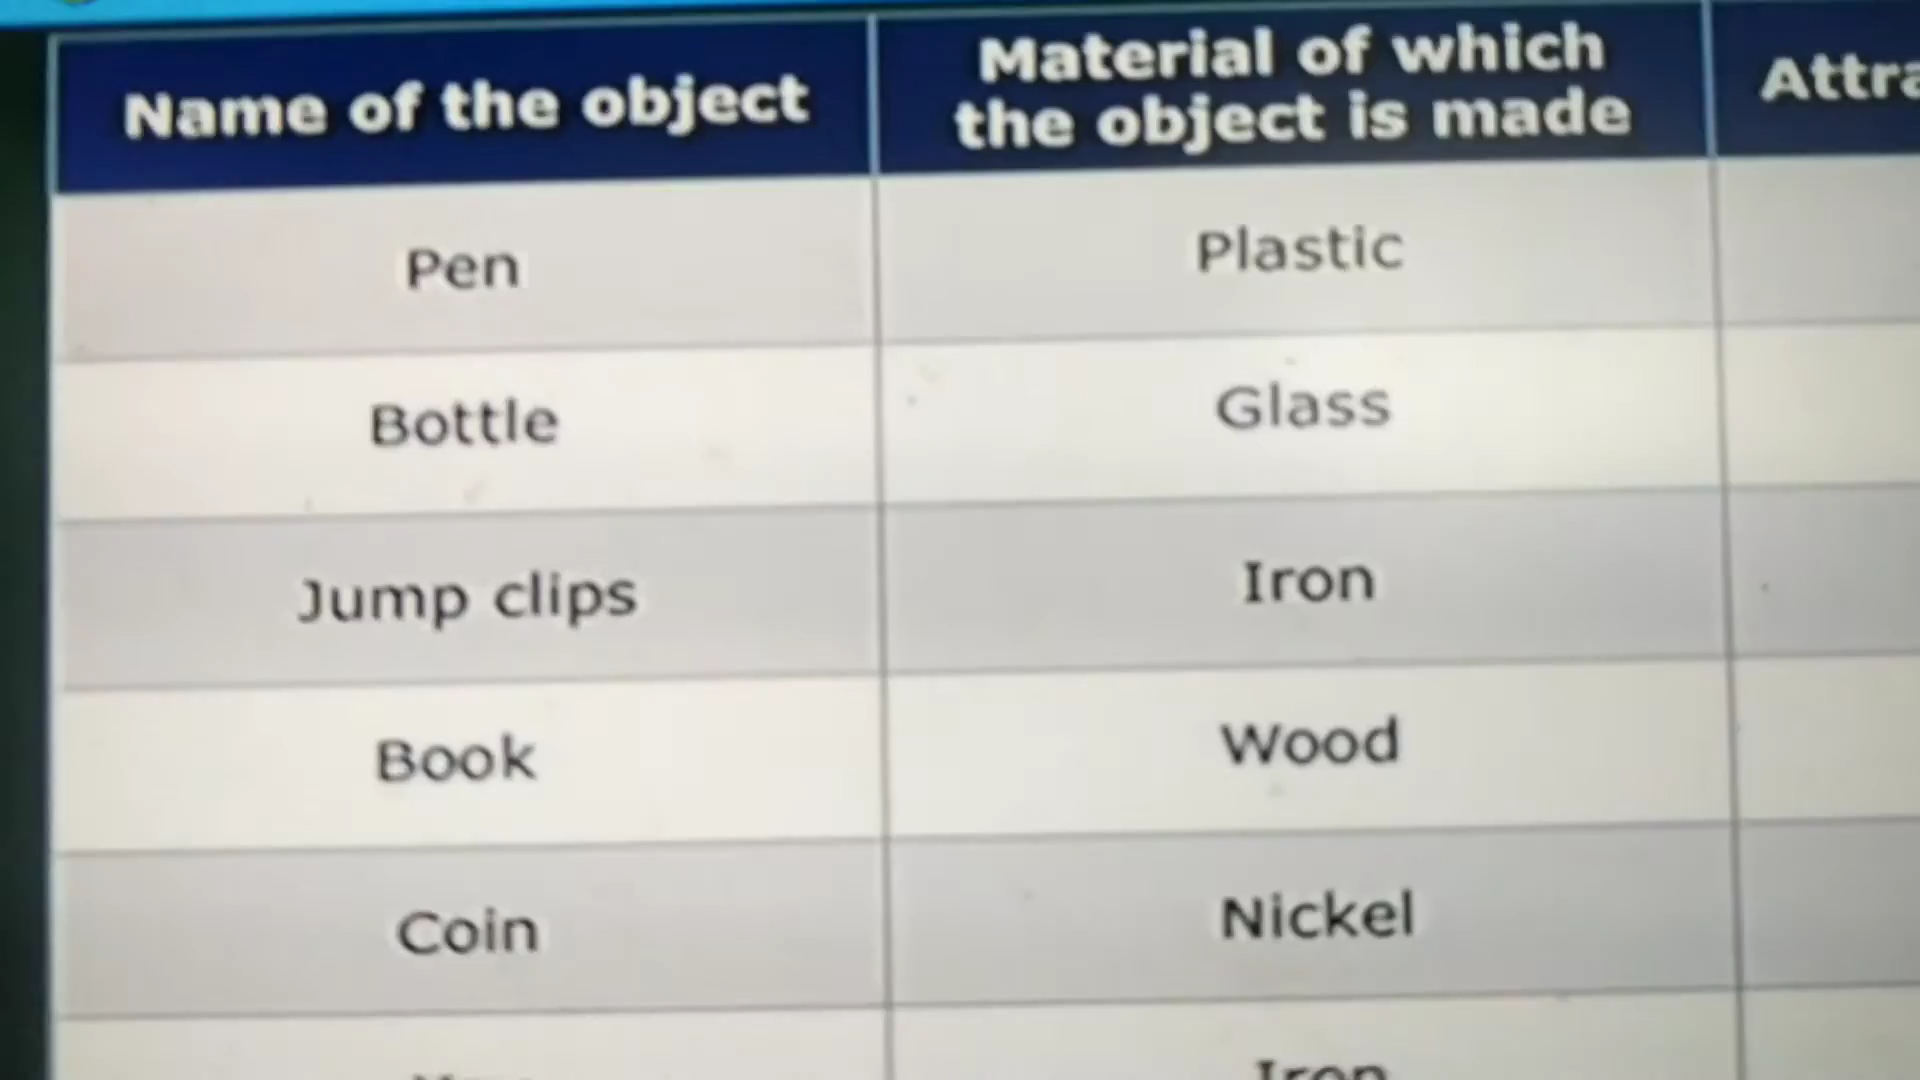 Name of the object
Material of which
the object is made
Pen
Plastic
Bottle
Glass
Jump clips
Iron
Book
Wood
Coin
Nickel
Iron